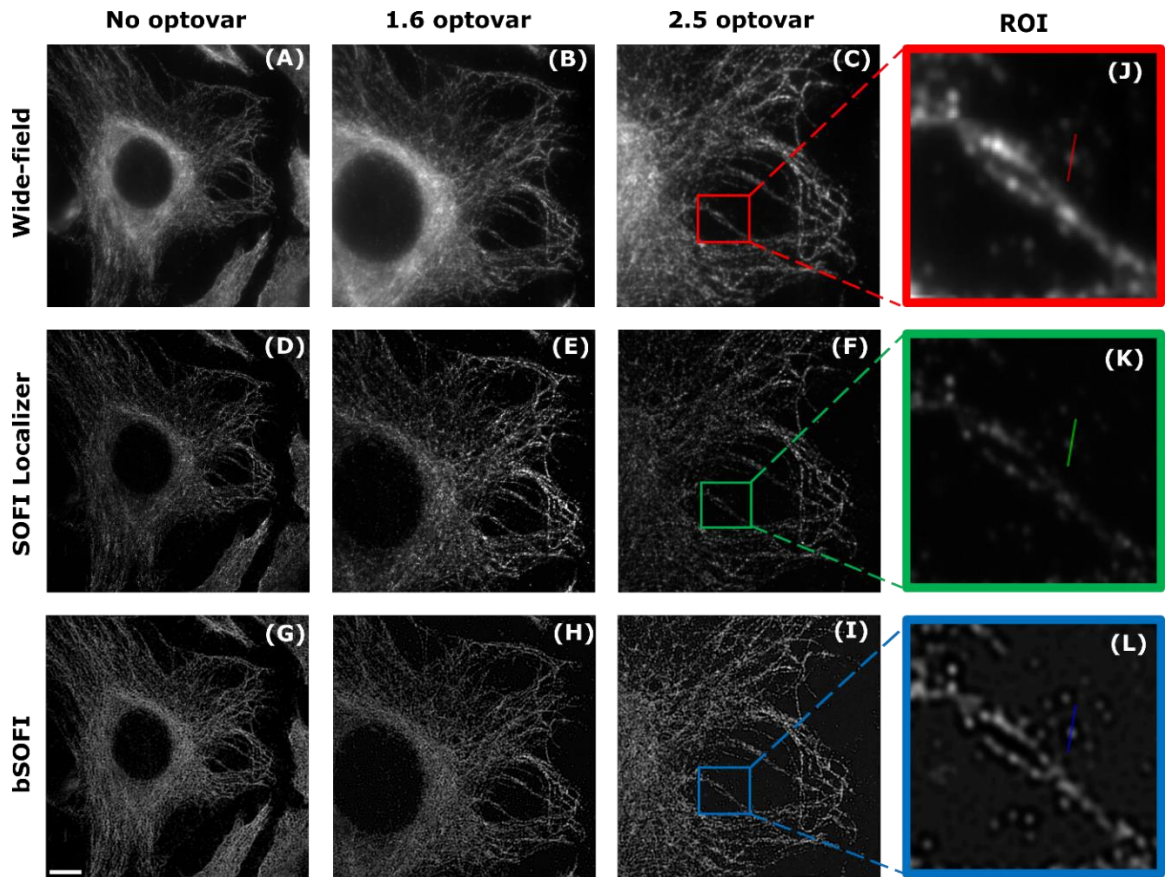 No optovar 1.6 optovar 2.5 optovar ROI
Wide-field (A) (B) (C) (J)
SOFI Localizer (D) (E) (F) (K)
bSOFI (G) (H) (I) (L)